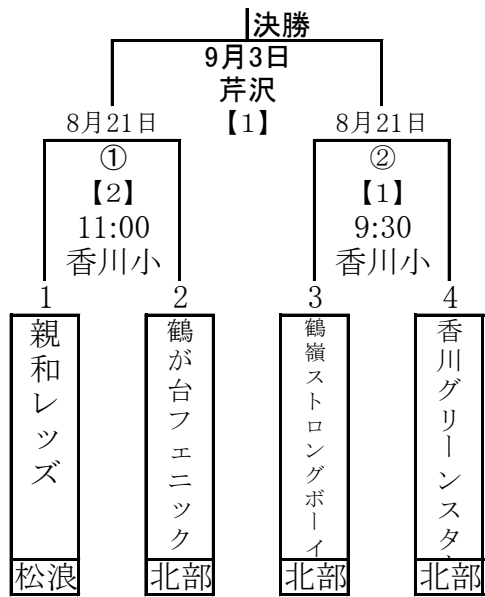 決勝
9月3日
芹沢
【1】
8月21日
8月21日
①
②
【2】
【1】
11:00
9:30
香川小
香川小
1
2
3
4
親和レッズ
鶴が台フェニック
鶴嶺ストロングボーイ
香川グリーンスター
松浪
北部
北部
北部